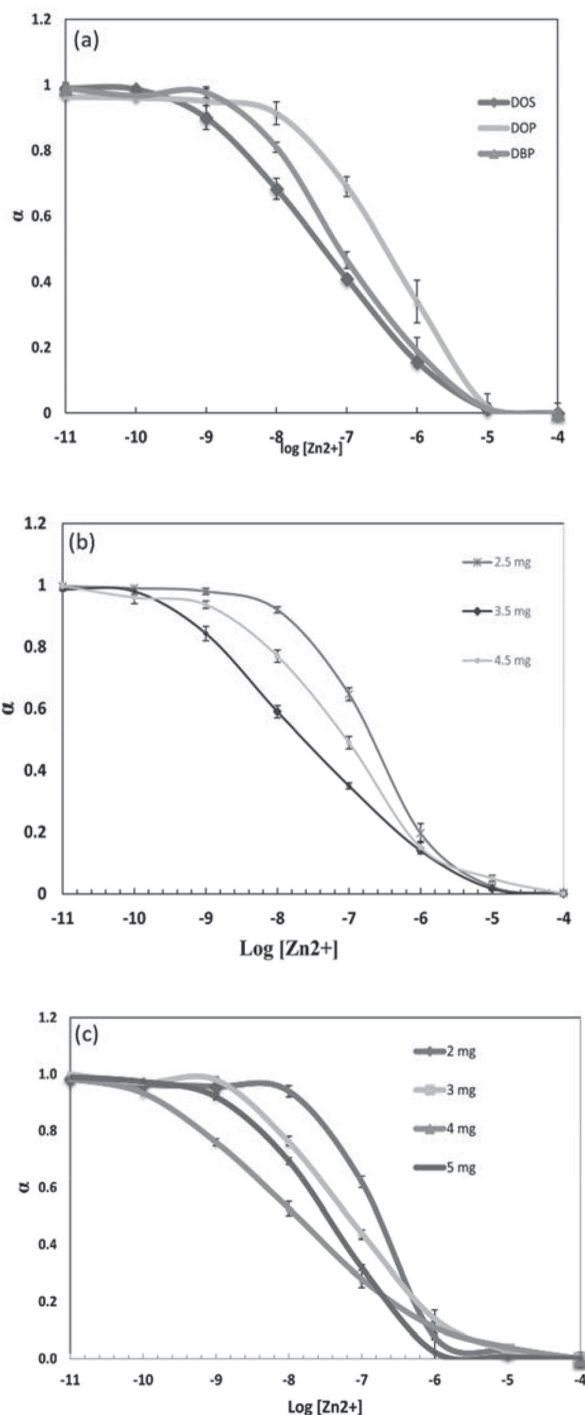 (a)
1.2
1
0.8
0.6
0.4
0.2
0
α
DOS
DOP
DBP
-11 -10 -9 -8 -7 -6 -5 -4
log [Zn2+]
(b)
1.2
1
0.8
0.6
0.4
0.2
0
α
2.5 mg
3.5 mg
4.5 mg
-11 -10 -9 -8 -7 -6 -5 -4
Log [Zn2+]
(c)
1.2
1.0
0.8
0.6
0.4
0.2
0.0
α
2 mg
3 mg
4 mg
5 mg
-11 -10 -9 -8 -7 -6 -5 -4
Log [Zn2+]